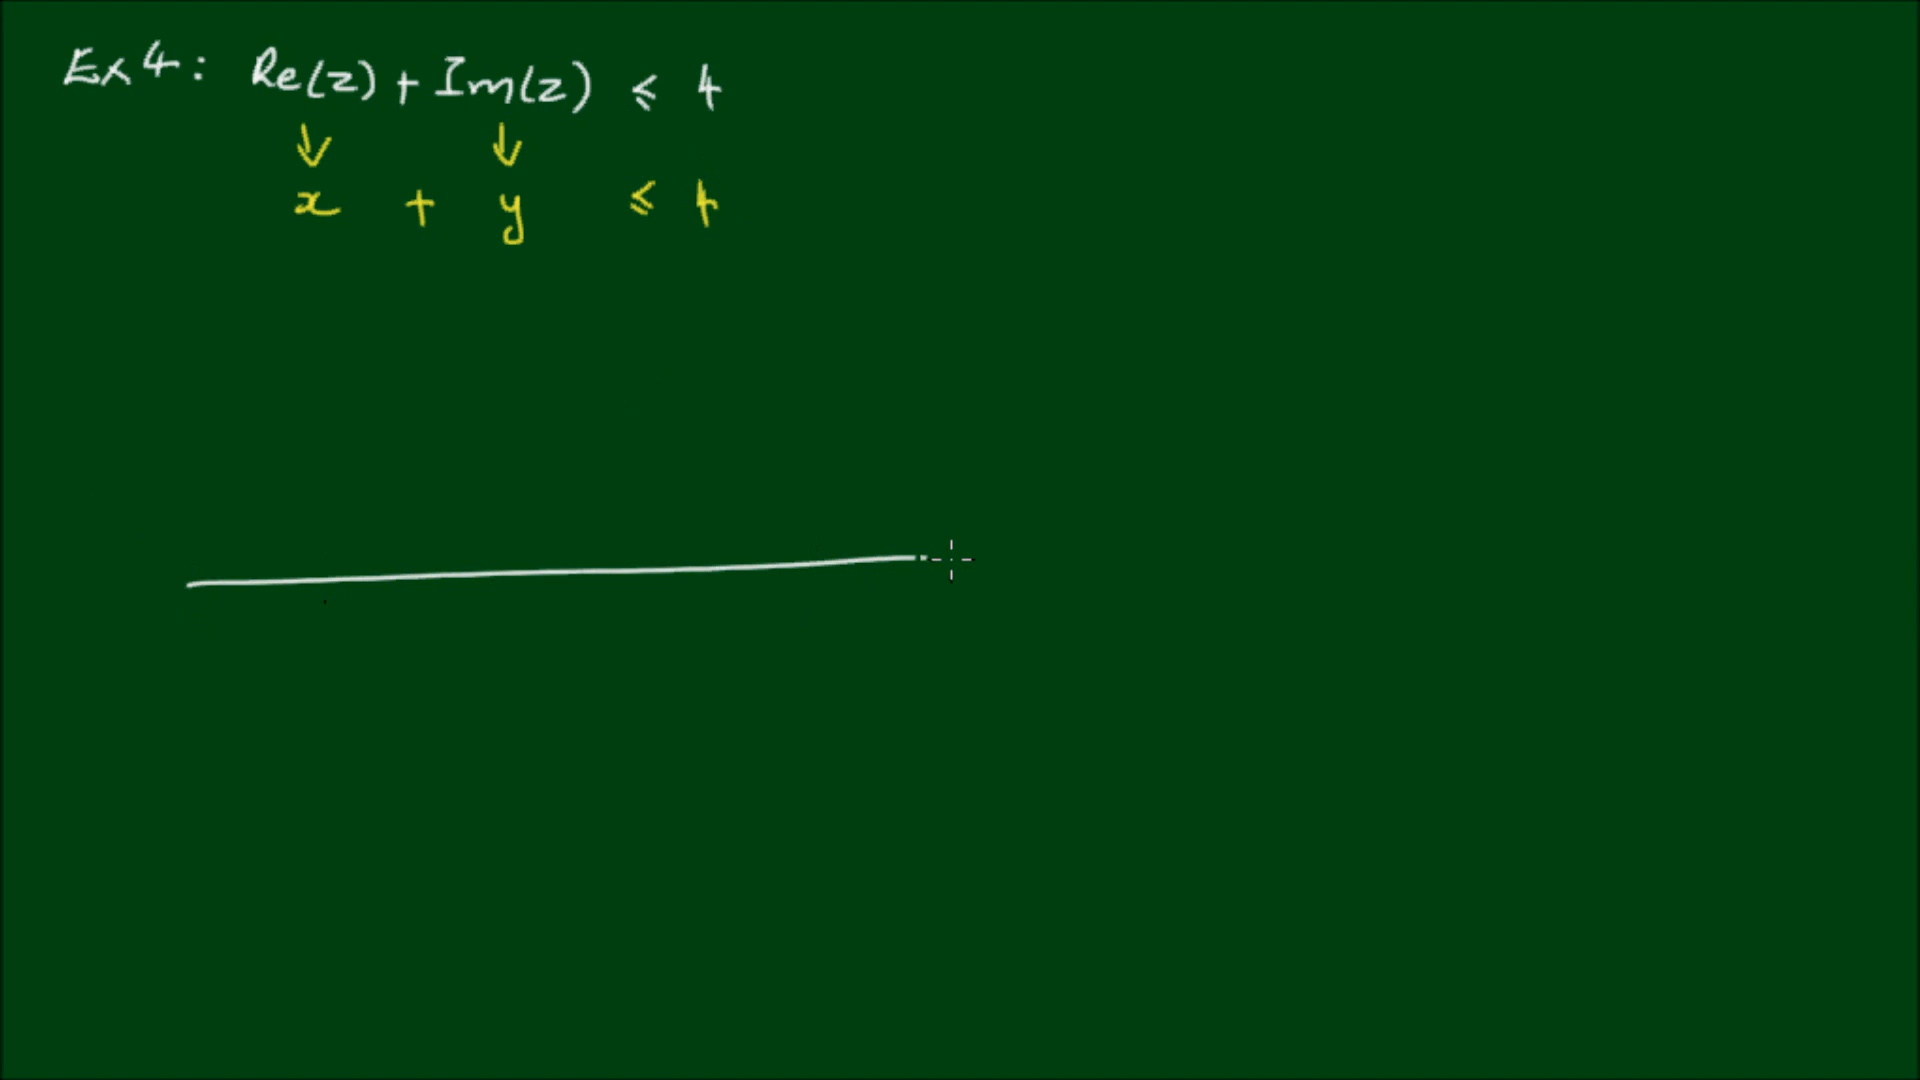 Ex 4: Re(z) + Im(z) ⩽ 4
↓ ↓
x + y ⩽ 4